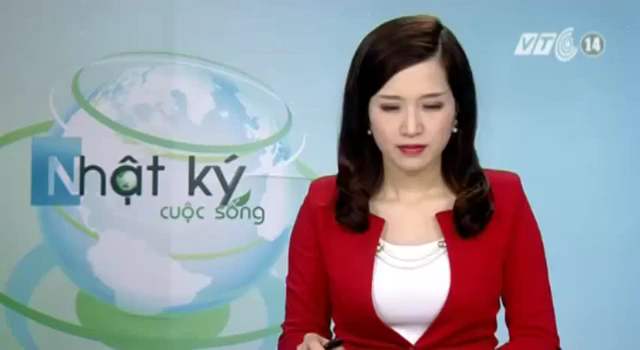 VTC 14
Nhật ký
cuộc sống